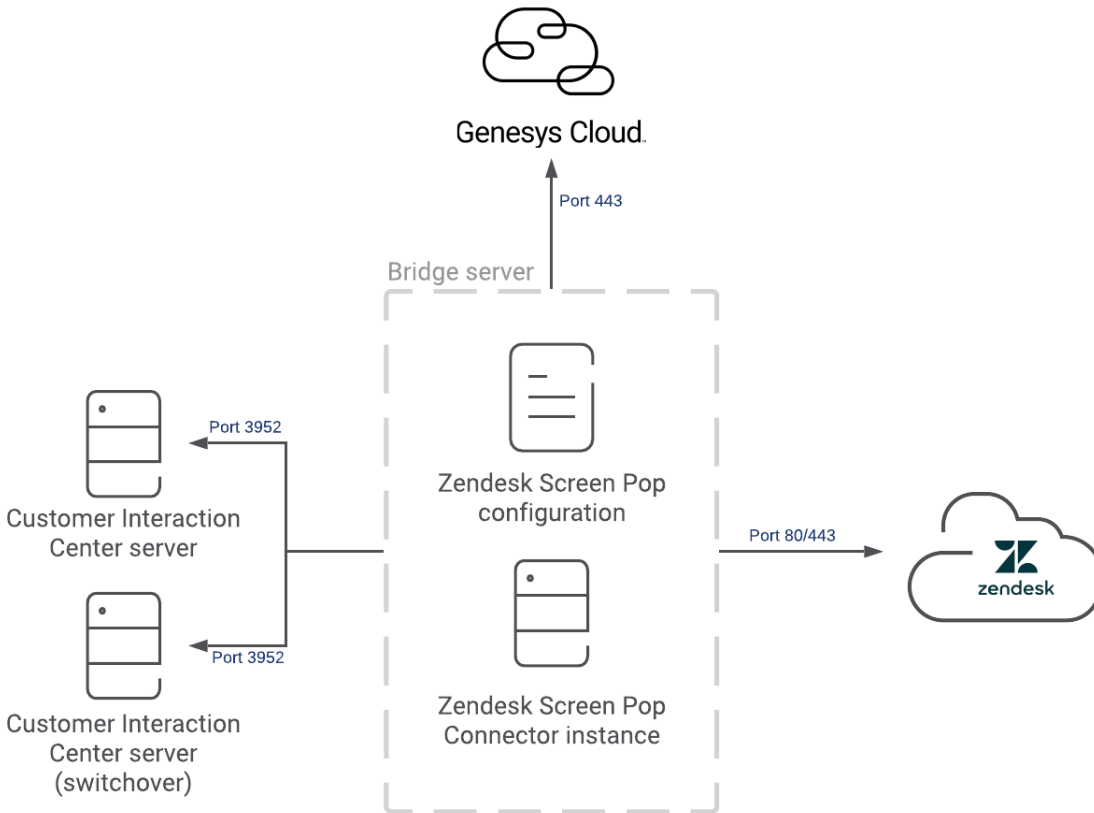 Genesys Cloud™
Port 443
Bridge server
Port 3952
Customer Interaction
Center server
Port 3952
Customer Interaction
Center server
(switchover)
Zendesk Screen Pop
configuration
Zendesk Screen Pop
Connector instance
Port 80/443
zendesk